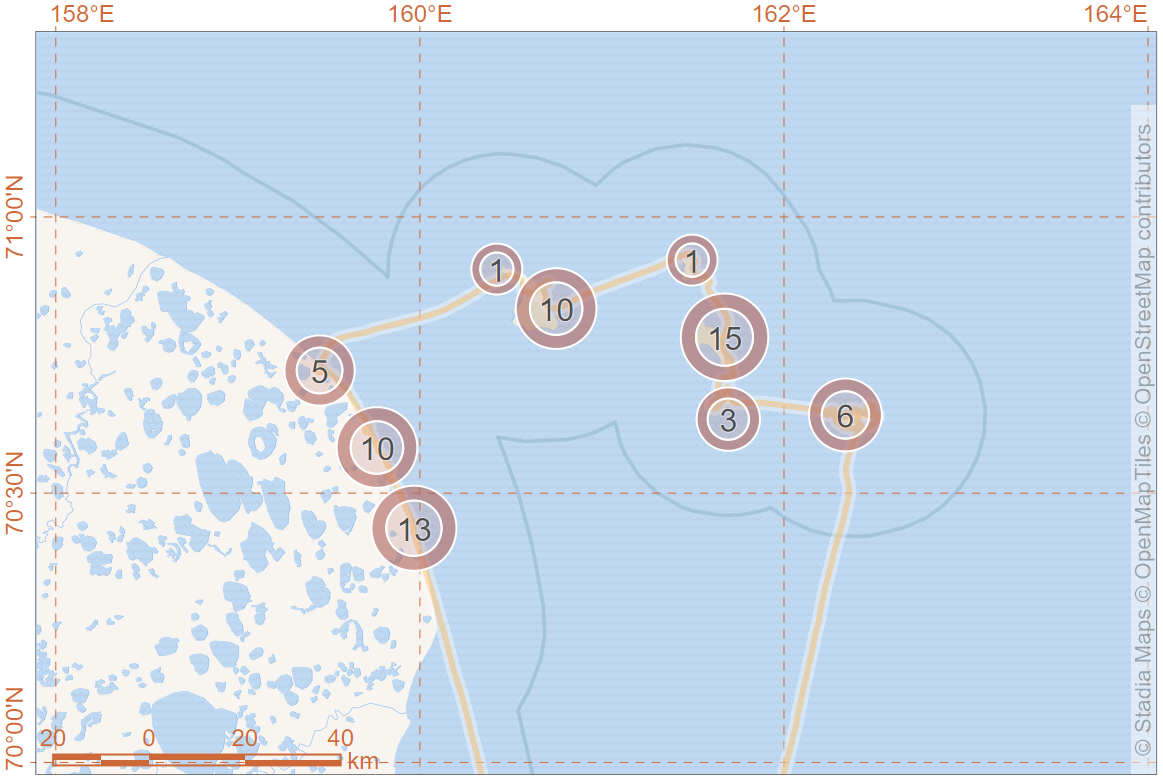 158°E 160°E 162°E 164°E
71°00'N
70°30'N
70°00'N
1
1
10
15
5
3
6
10
13
20 0 20 40
km
© Stadia Maps © OpenMapTiles © OpenStreetMap contributors